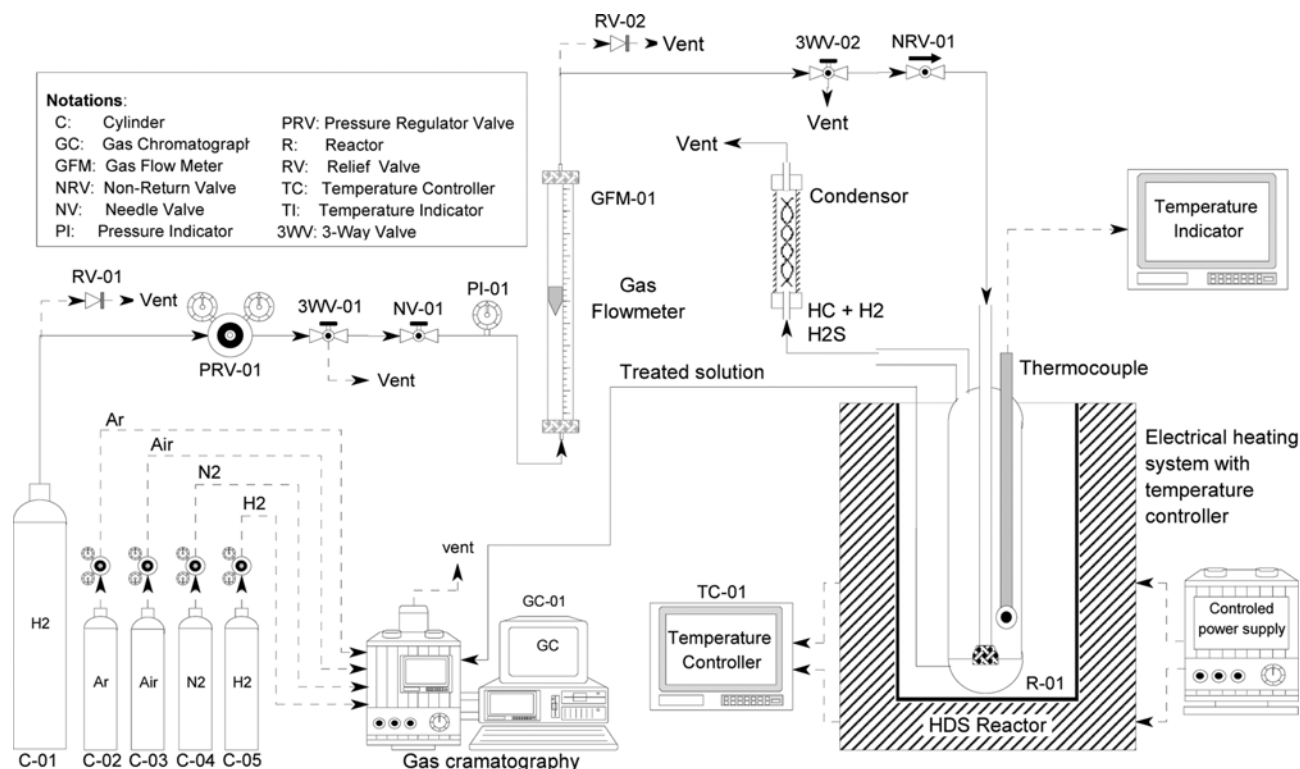 RV-02
Vent
3WV-02
NRV-01
Vent
Notations:
C: Cylinder
GC: Gas Chromatograph
GFM: Gas Flow Meter
NRV: Non-Return Valve
NV: Needle Valve
PI: Pressure Indicator
PRV: Pressure Regulator Valve
R: Reactor
RV: Relief Valve
TC: Temperature Controller
TI: Temperature Indicator
3WV: 3-Way Valve
Vent
Condensor
GFM-01
Temperature
Indicator
RV-01
Vent
3WV-01
NV-01
PI-01
Gas
Flowmeter
HC + H2
H2S
PRV-01
Vent
Treated solution
Thermocouple
Ar
Air
N2
H2
Electrical heating
system with
temperature
controller
vent
GC-01
GC
TC-01
Temperature
Controller
Controled
power supply
H2
Ar
Air
N2
H2
R-01
HDS Reactor
C-01
C-02
C-03
C-04
C-05
Gas cramatography